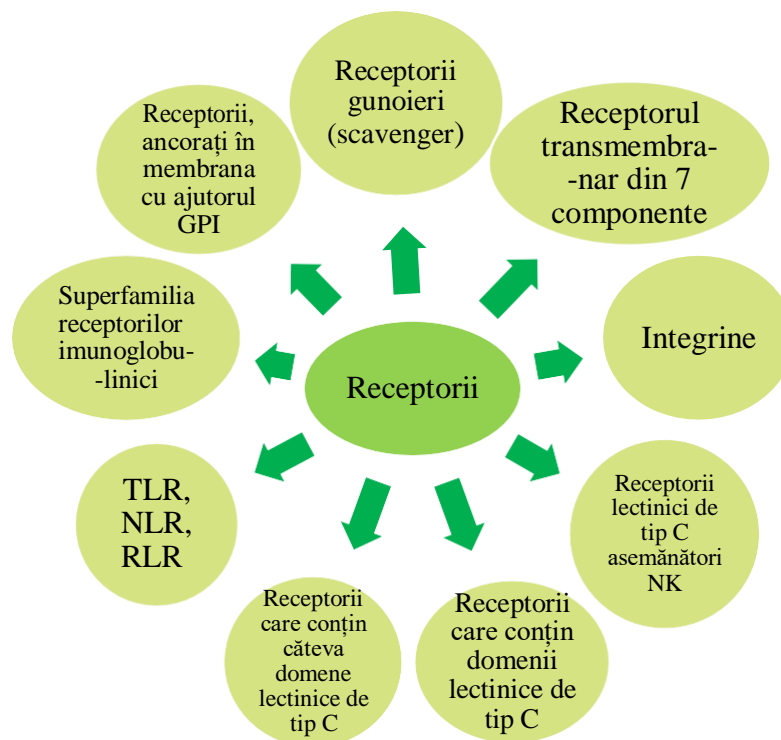 Receptorii
gunoieri
(scavenger)
Receptorul
transmembra-
-nar din 7
componente
Integrine
Receptorii
lectinici de
tip C
asemănători
NK
Receptorii
care conțin
domenii
lectinice de
tip C
Receptorii
care conțin
căteva
domene
lectinice de
tip C
TLR,
NLR,
RLR
Superfamilia
receptorilor
imunoglobu-
-linici
Receptorii,
ancorați în
membrana
cu ajutorul
GPI
Receptorii